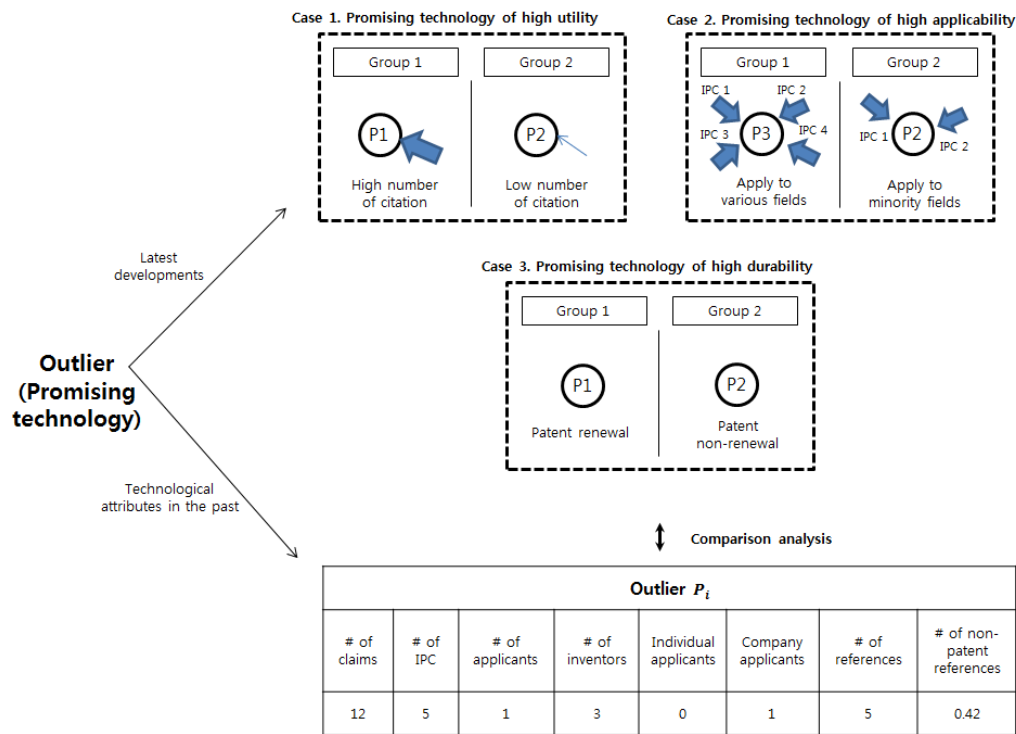 Case 1. Promising technology of high utility
Group 1
Group 2
P1
P2
High number
of citation
Low number
of citation
Case 2. Promising technology of high applicability
Group 1
Group 2
IPC 1
IPC 2
IPC 3
P3
IPC 4
IPC 1
P2
IPC 2
Apply to
various fields
Apply to
minority fields
Latest
developments
Case 3. Promising technology of high durability
Group 1
Group 2
P1
P2
Patent renewal
Patent
non-renewal
Outlier
(Promising
technology)
Technological
attributes in the past
Comparison analysis
Outlier Pᵢ
# of
claims
# of
IPC
# of
applicants
# of
inventors
Individual
applicants
Company
applicants
# of
references
# of non-
patent
references
12
5
1
3
0
1
5
0.42